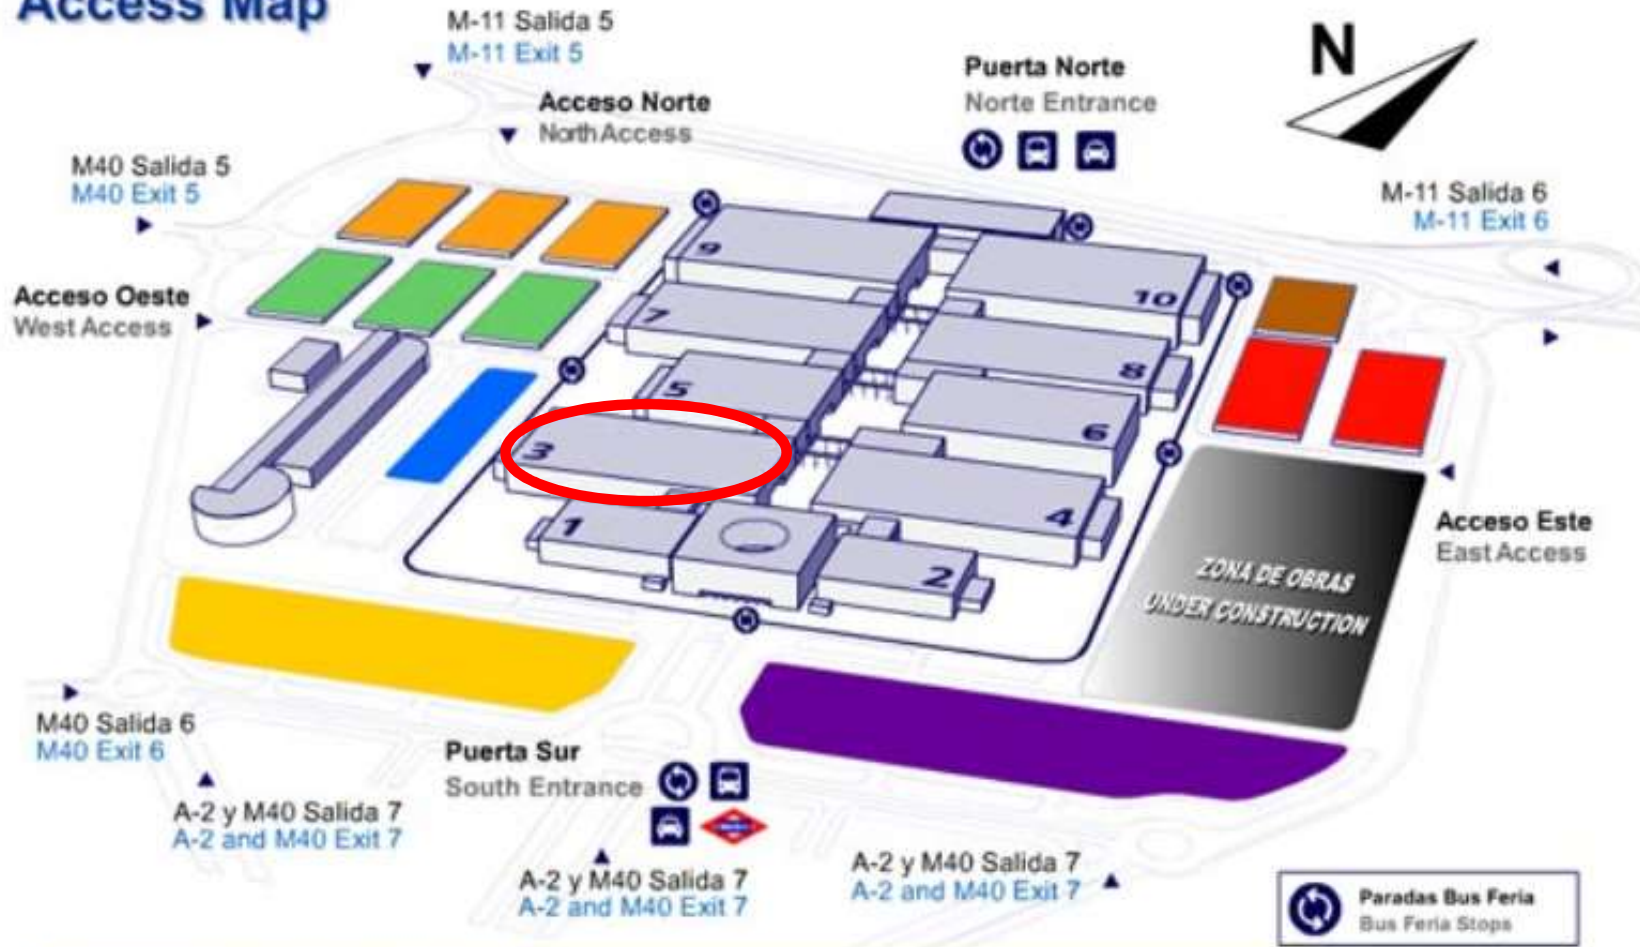 Access Map
M-11 Salida 5
M-11 Exit 5
Acceso Norte
North Access
Puerta Norte
Norte Entrance
N
M40 Salida 5
M40 Exit 5
M-11 Salida 6
M-11 Exit 6
Acceso Oeste
West Access
9
10
7
8
5
6
3
4
1
2
Acceso Este
East Access
ZONA DE OBRAS
UNDER CONSTRUCTION
M40 Salida 6
M40 Exit 6
Puerta Sur
South Entrance
A-2 y M40 Salida 7
A-2 and M40 Exit 7
A-2 y M40 Salida 7
A-2 and M40 Exit 7
A-2 y M40 Salida 7
A-2 and M40 Exit 7
Paradas Bus Feria
Bus Feria Stops